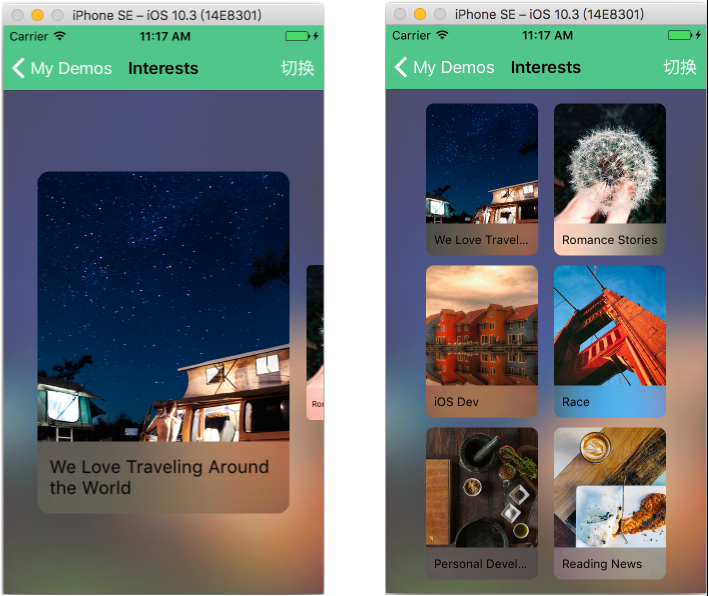 iPhone SE – iOS 10.3 (14E8301)
Carrier 11:17 AM
My Demos Interests 切换
We Love Traveling Around
the World
iPhone SE – iOS 10.3 (14E8301)
Carrier 11:17 AM
My Demos Interests 切换
We Love Travel...
Romance Stories
iOS Dev
Race
Personal Devel...
Reading News